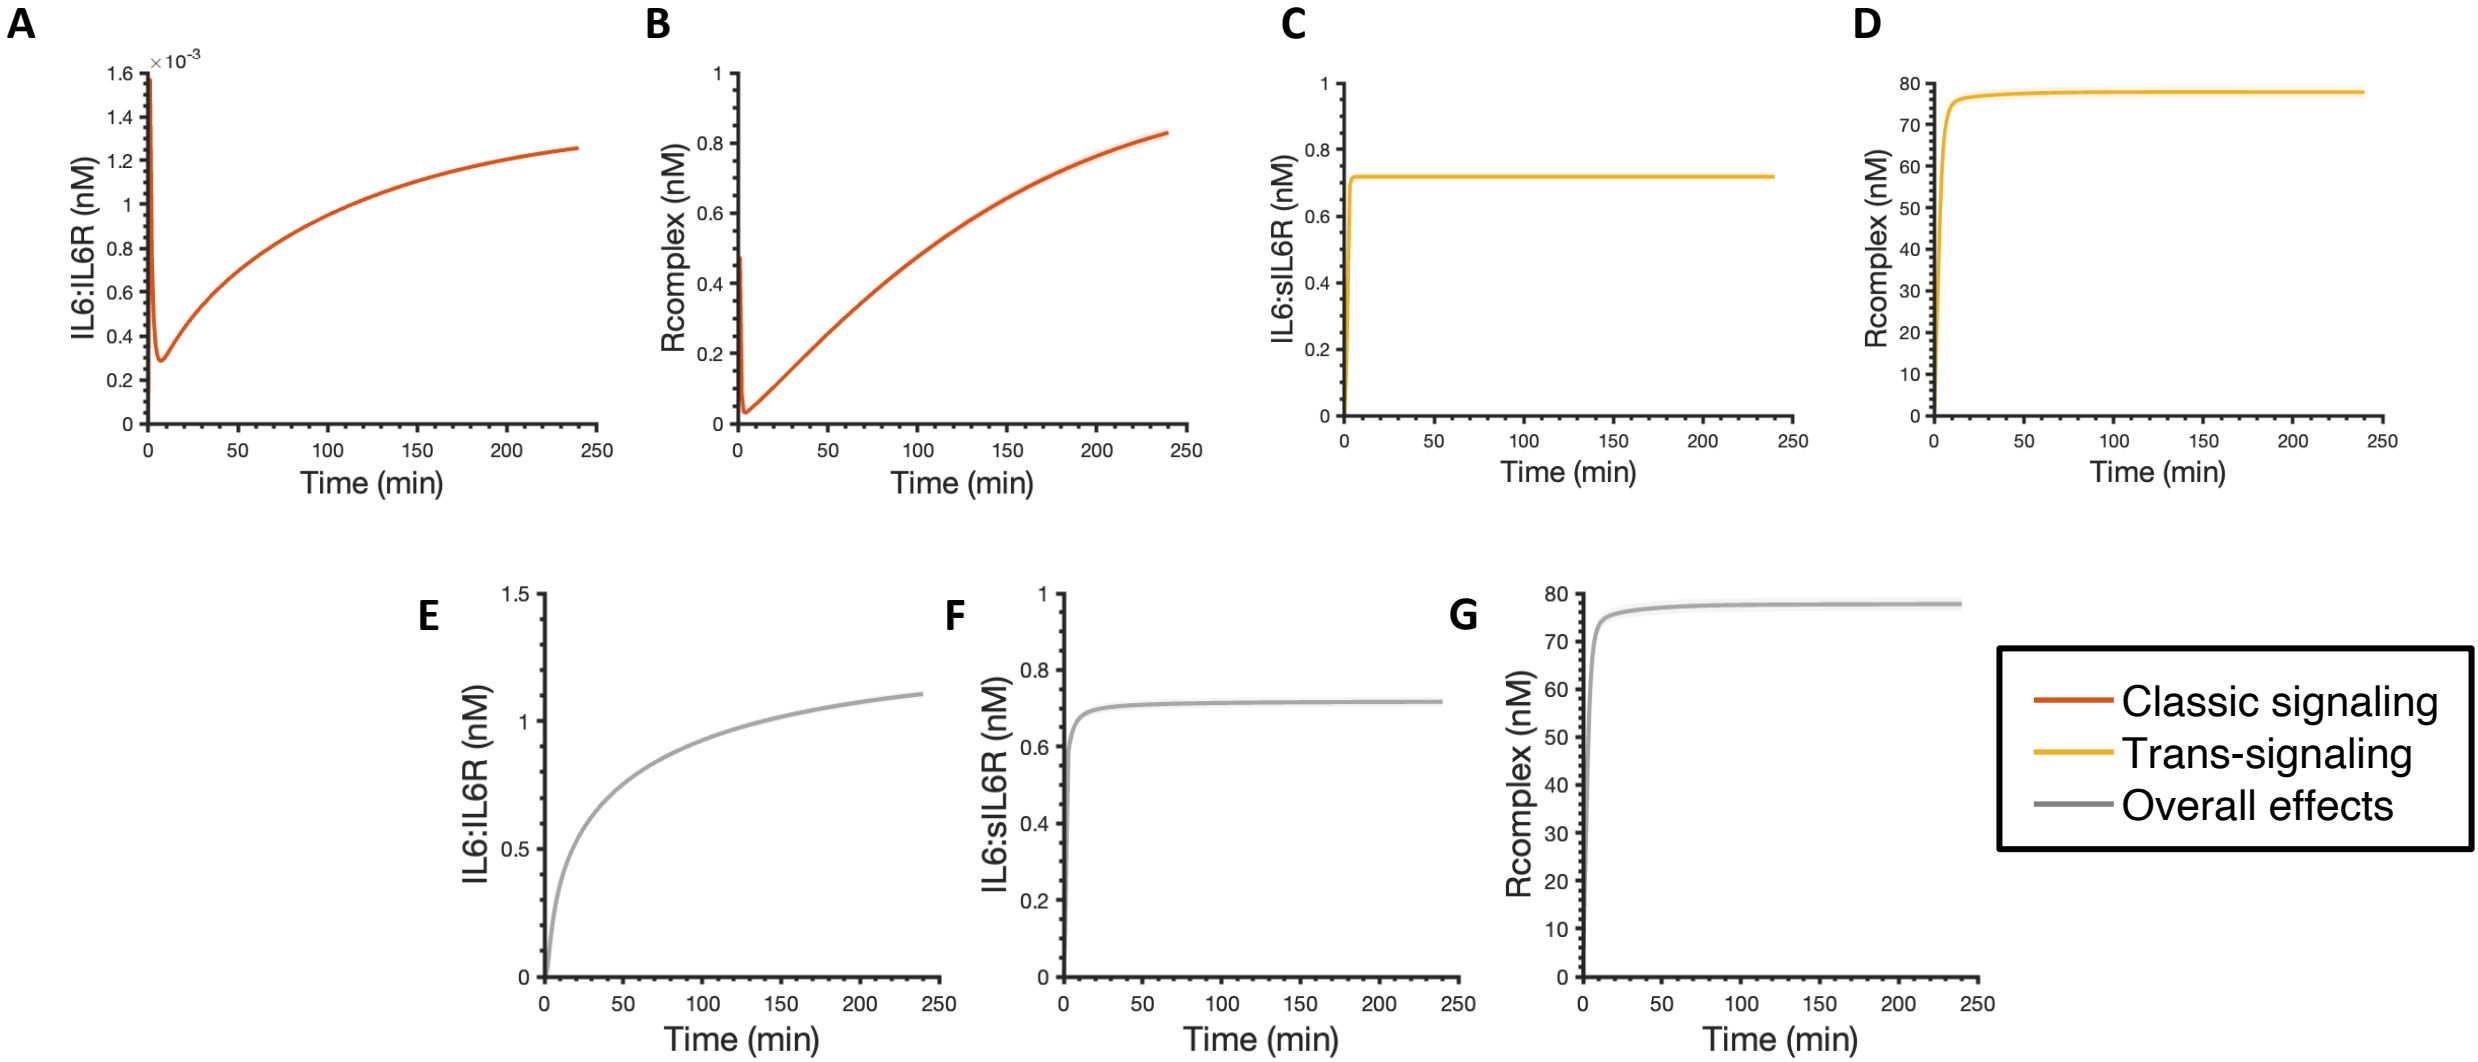 A
×10-3
1.6
1.4
1.2
1
0.8
0.6
0.4
0.2
0
IL6:IL6R (nM)
0 50 100 150 200 250
Time (min)
B
1
0.8
0.6
0.4
0.2
0
Rcomplex (nM)
0 50 100 150 200 250
Time (min)
C
1
0.8
0.6
0.4
0.2
0
IL6:sIL6R (nM)
0 50 100 150 200 250
Time (min)
D
80
70
60
50
40
30
20
10
0
Rcomplex (nM)
0 50 100 150 200 250
Time (min)
E
1.5
1
0.5
0
IL6:IL6R (nM)
0 50 100 150 200 250
Time (min)
F
1
0.8
0.6
0.4
0.2
0
IL6:sIL6R (nM)
0 50 100 150 200 250
Time (min)
G
80
70
60
50
40
30
20
10
0
Rcomplex (nM)
0 50 100 150 200 250
Time (min)
Classic signaling
Trans-signaling
Overall effects